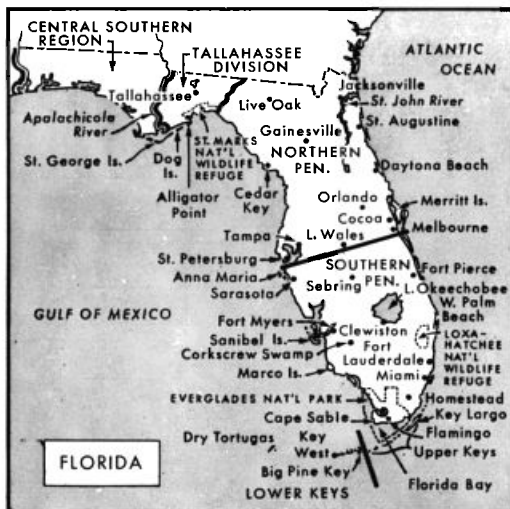 CENTRAL SOUTHERN
REGION
TALLAHASSEE
DIVISION
ATLANTIC
OCEAN
Tallahassee
Live Oak
Jacksonville
St. John River
Apalachicole
River
St. Augustine
Gainesville
St. George Is.
Dog
Is.
ST. MARKS
NAT'L
WILDLIFE
REFUGE
NORTHERN
PEN.
Daytona Beach
Alligator
Point
Cedar
Key
Orlando
Merritt Is.
Cocoa
Melbourne
Tampa
L. Wales
St. Petersburg
SOUTHERN
PEN.
Fort Pierce
Anna Maria
Sebring
L. Okeechobee
Sarasota
W. Palm
Beach
GULF OF MEXICO
Fort Myers
Clewiston
LOXA-
HATCHEE
NAT'L
WILDLIFE
REFUGE
Sanibel Is.
Fort
Lauderdale
Corkscrew Swamp
Miami
Marco Is.
EVERGLADES NAT'L PARK
Homestead
Cape Sable
Key Largo
Dry Tortugas
Key
West
Flamingo
Upper Keys
Big Pine Key
Florida Bay
LOWER KEYS
FLORIDA